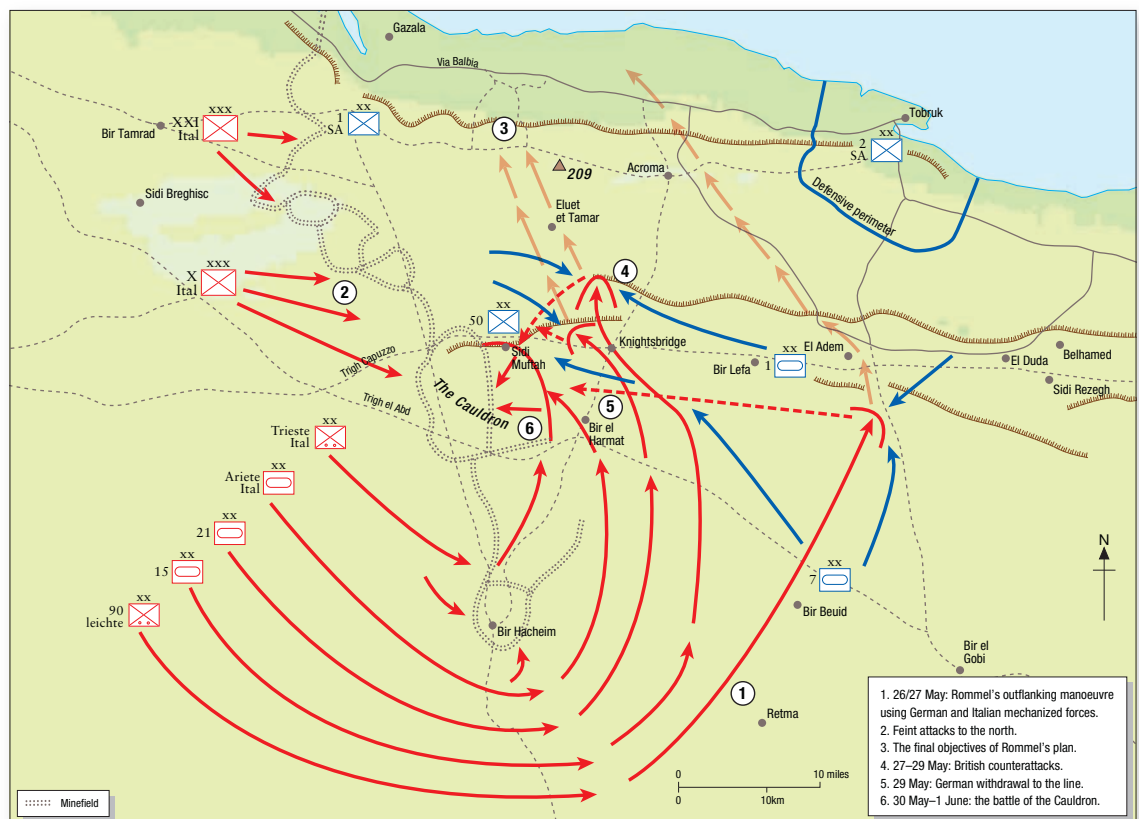 Gazala
Via Balbia
Tobruk
xxx
XXI
Ital
Bir Tamrad
xx
1
SA
3
xx
2
SA
209
Acroma
Defensive perimeter
Sidi Breghisc
Eluet
et Tamar
xxx
X
Ital
2
4
xx
50
Sidi
Muftah
Knightsbridge
xx
1
Bir Lefa
El Adem
El Duda
Belhamed
Sidi Rezegh
Trigh Capuzzo
The Cauldron
Trigh el Abd
5
6
Bir el
Harmat
xx
Trieste
Ital
xx
Ariete
Ital
xx
21
xx
15
xx
90
leichte
N
xx
7
Bir Beuid
Bir Hacheim
Bir el
Gobi
1
Retma
0 10 miles
0 10km
Minefield
1. 26/27 May: Rommel's outflanking manoeuvre
using German and Italian mechanized forces.
2. Feint attacks to the north.
3. The final objectives of Rommel's plan.
4. 27–29 May: British counterattacks.
5. 29 May: German withdrawal to the line.
6. 30 May–1 June: the battle of the Cauldron.